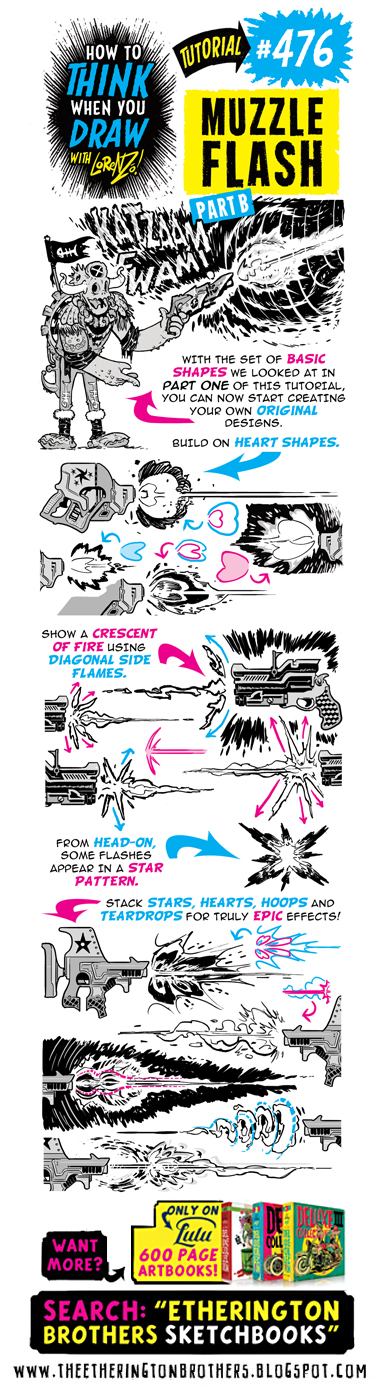 HOW TO
THINK
WHEN YOU
DRAW
WITH LORENZO!
TUTORIAL
#476
MUZZLE
FLASH
PART B
KATZOOM
WAM!
WITH THE SET OF BASIC
SHAPES WE LOOKED AT IN
PART ONE OF THIS TUTORIAL,
YOU CAN NOW START CREATING
YOUR OWN ORIGINAL
DESIGNS.
BUILD ON HEART SHAPES.
SHOW A CRESCENT
OF FIRE USING
DIAGONAL SIDE
FLAMES.
FROM HEAD-ON,
SOME FLASHES
APPEAR IN A STAR
PATTERN.
STACK STARS, HEARTS, HOOPS AND
TEARDROPS FOR TRULY EPIC EFFECTS!
WANT
MORE?
ONLY ON
Lulu
600 PAGE
ARTBOOKS!
SEARCH: "ETHERINGTON
BROTHERS SKETCHBOOKS"
WWW.THEETHERINGTONBROTHERS.BLOGSPOT.COM